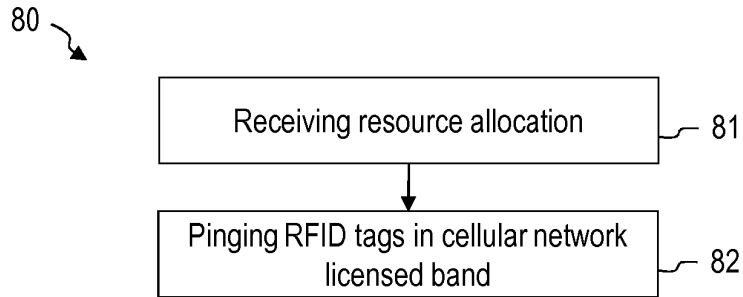 80
Receiving resource allocation
81
Pinging RFID tags in cellular network
licensed band
82